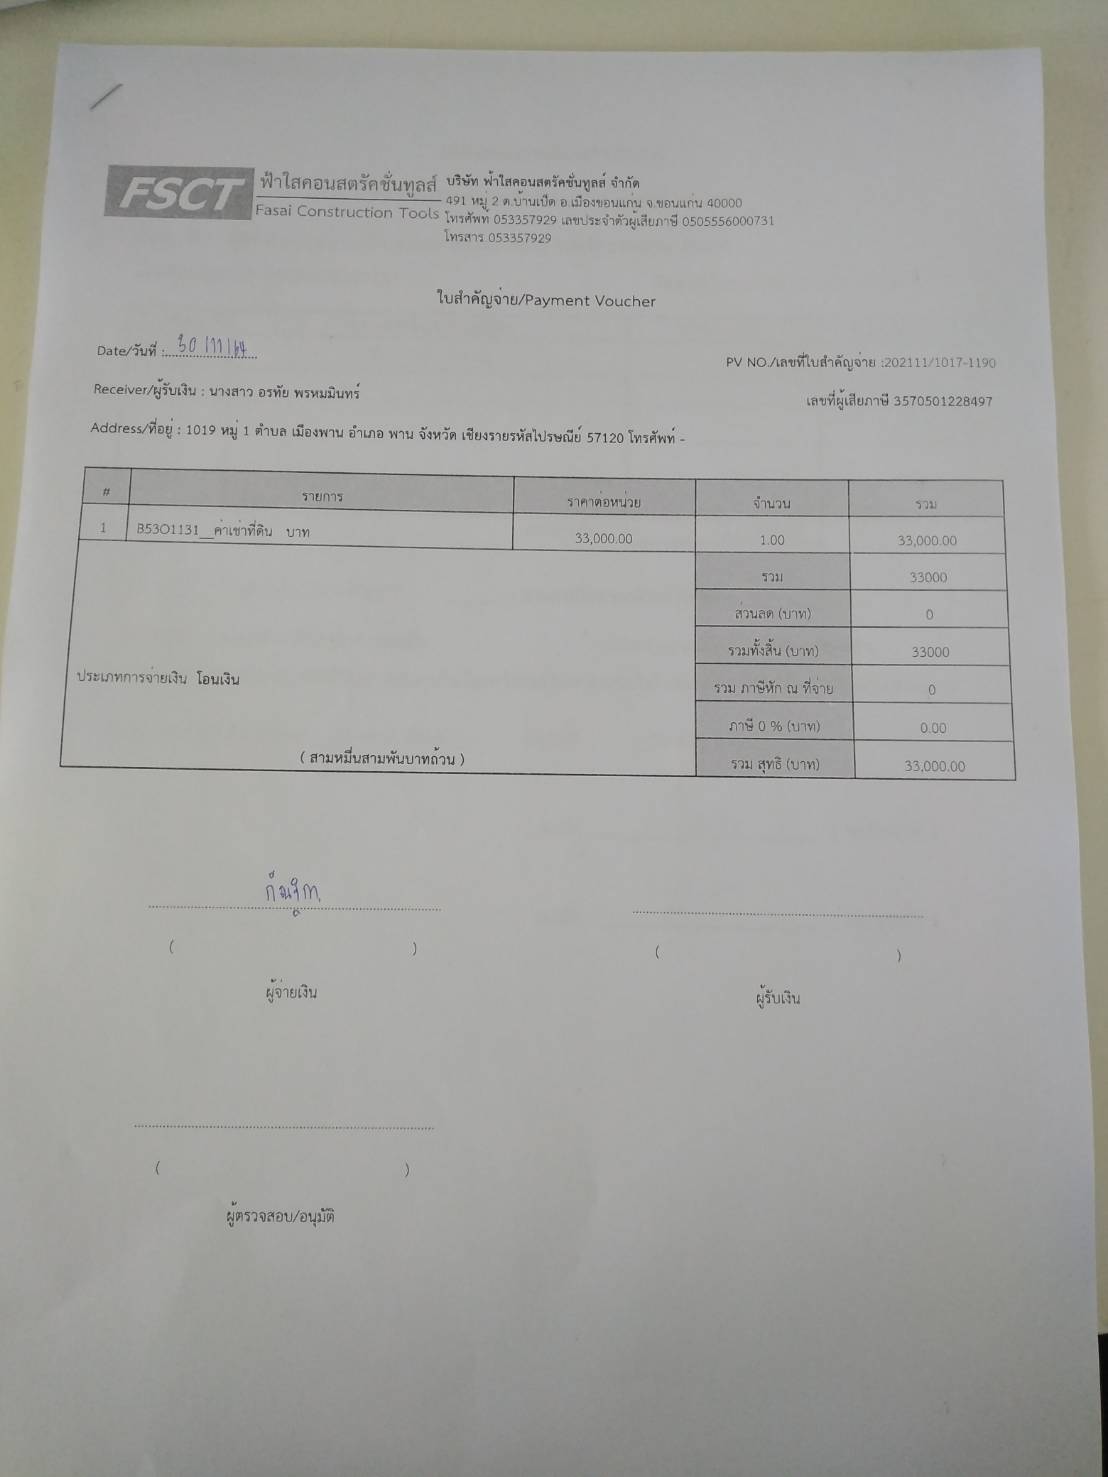 FSCT
ฟ้าใสคอนสตรัคชั่นทูลส์
Fasai Construction Tools
บริษัท ฟ้าใสคอนสตรัคชั่นทูลส์ จำกัด
491 หมู่ 2 ต.บ้านเป็ด อ.เมืองขอนแก่น จ.ขอนแก่น 40000
โทรศัพท์ 053357929 เลขประจำตัวผู้เสียภาษี 0505556000731
โทรสาร 053357929
ใบสำคัญจ่าย/Payment Voucher
Date/วันที่ : 30/11/64
PV NO./เลขที่ใบสำคัญจ่าย :202111/1017-1190
Receiver/ผู้รับเงิน : นางสาว อรทัย พรหมมินทร์
เลขที่ผู้เสียภาษี 3570501228497
Address/ที่อยู่ : 1019 หมู่ 1 ตำบล เมืองพาน อำเภอ พาน จังหวัด เชียงรายรหัสไปรษณีย์ 57120 โทรศัพท์ -
# รายการ ราคาต่อหน่วย จำนวน รวม
1 B53O1131__ค่าเช่าที่ดิน บาท 33,000.00 1.00 33,000.00
รวม 33000
ส่วนลด (บาท) 0
รวมทั้งสิ้น (บาท) 33000
ประเภทการจ่ายเงิน โอนเงิน
รวม ภาษีหัก ณ ที่จ่าย 0
ภาษี 0 % (บาท) 0.00
( สามหมื่นสามพันบาทถ้วน )
รวม สุทธิ (บาท) 33,000.00
( )
( )
ผู้จ่ายเงิน
ผู้รับเงิน
( )
ผู้ตรวจสอบ/อนุมัติ